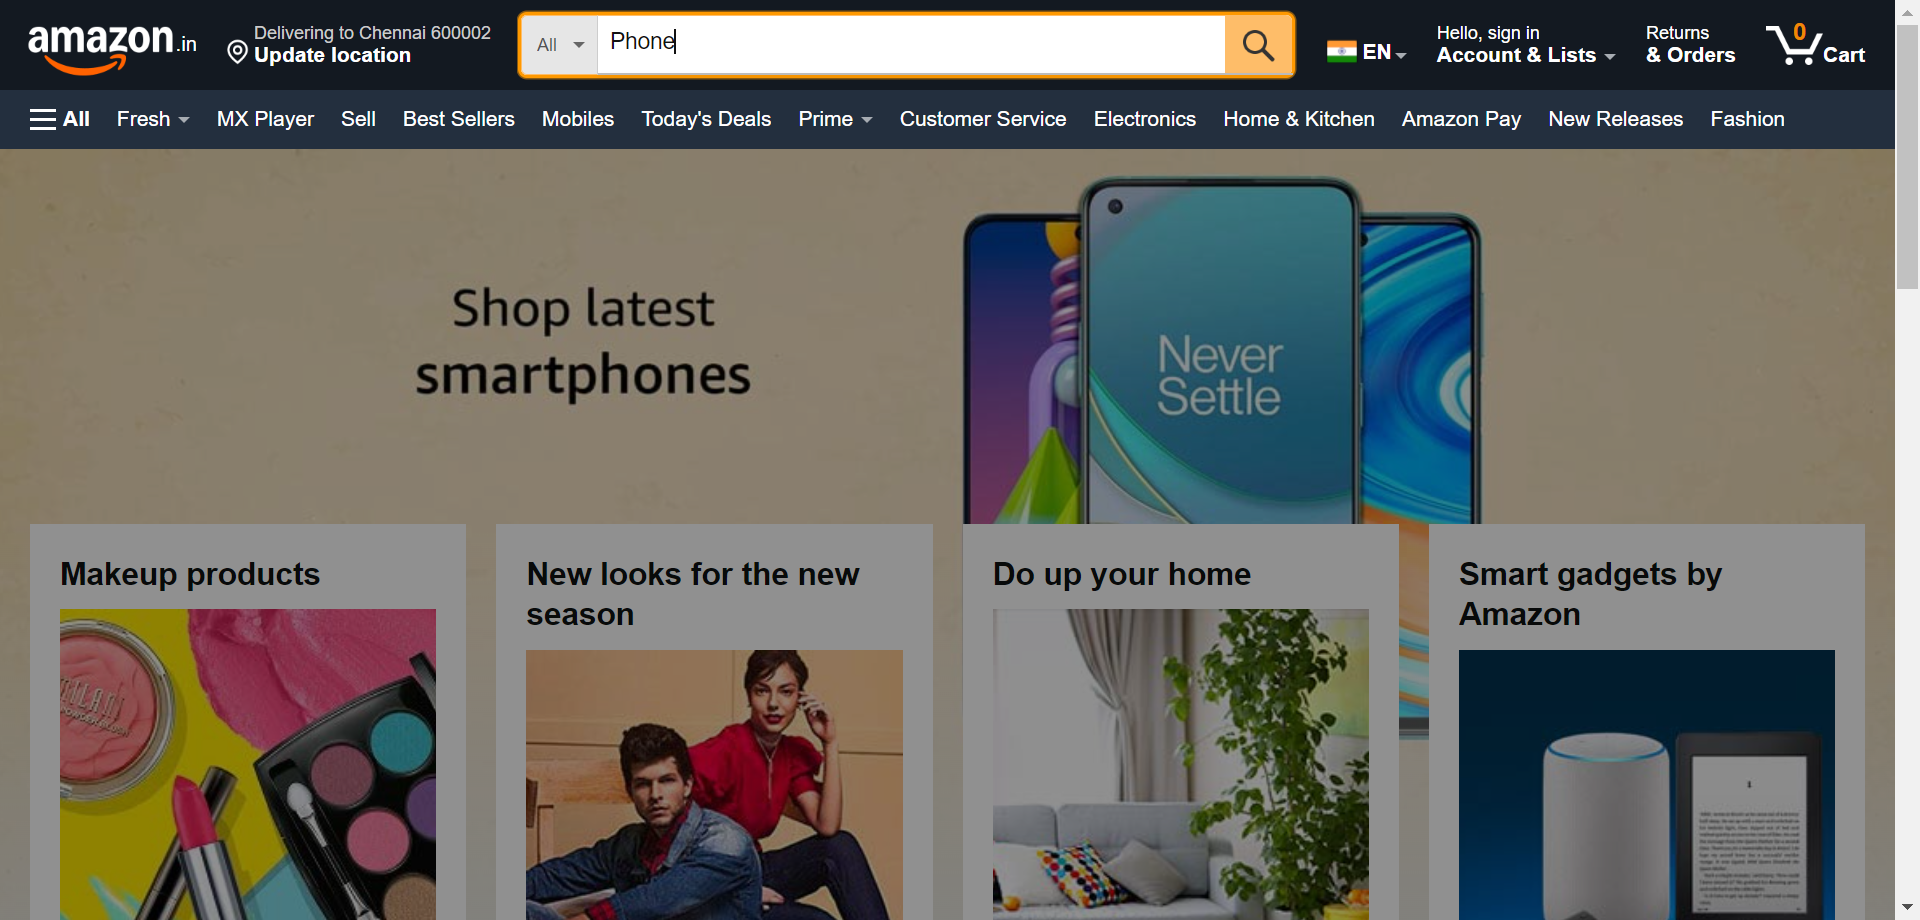 amazon.in
Delivering to Chennai 600002
Update location
All
Phone
EN
Hello, sign in
Account & Lists
Returns
& Orders
0
Cart
All
Fresh
MX Player
Sell
Best Sellers
Mobiles
Today's Deals
Prime
Customer Service
Electronics
Home & Kitchen
Amazon Pay
New Releases
Fashion
Shop latest
smartphones
Never
Settle
Makeup products
New looks for the new
season
Do up your home
Smart gadgets by
Amazon
MILANI
POWDER BLUSH